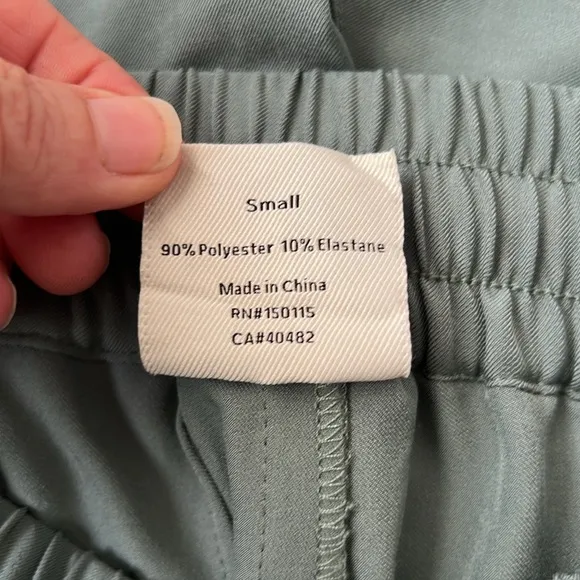 Small
90% Polyester 10% Elastane
Made in China
RN#150115
CA#40482